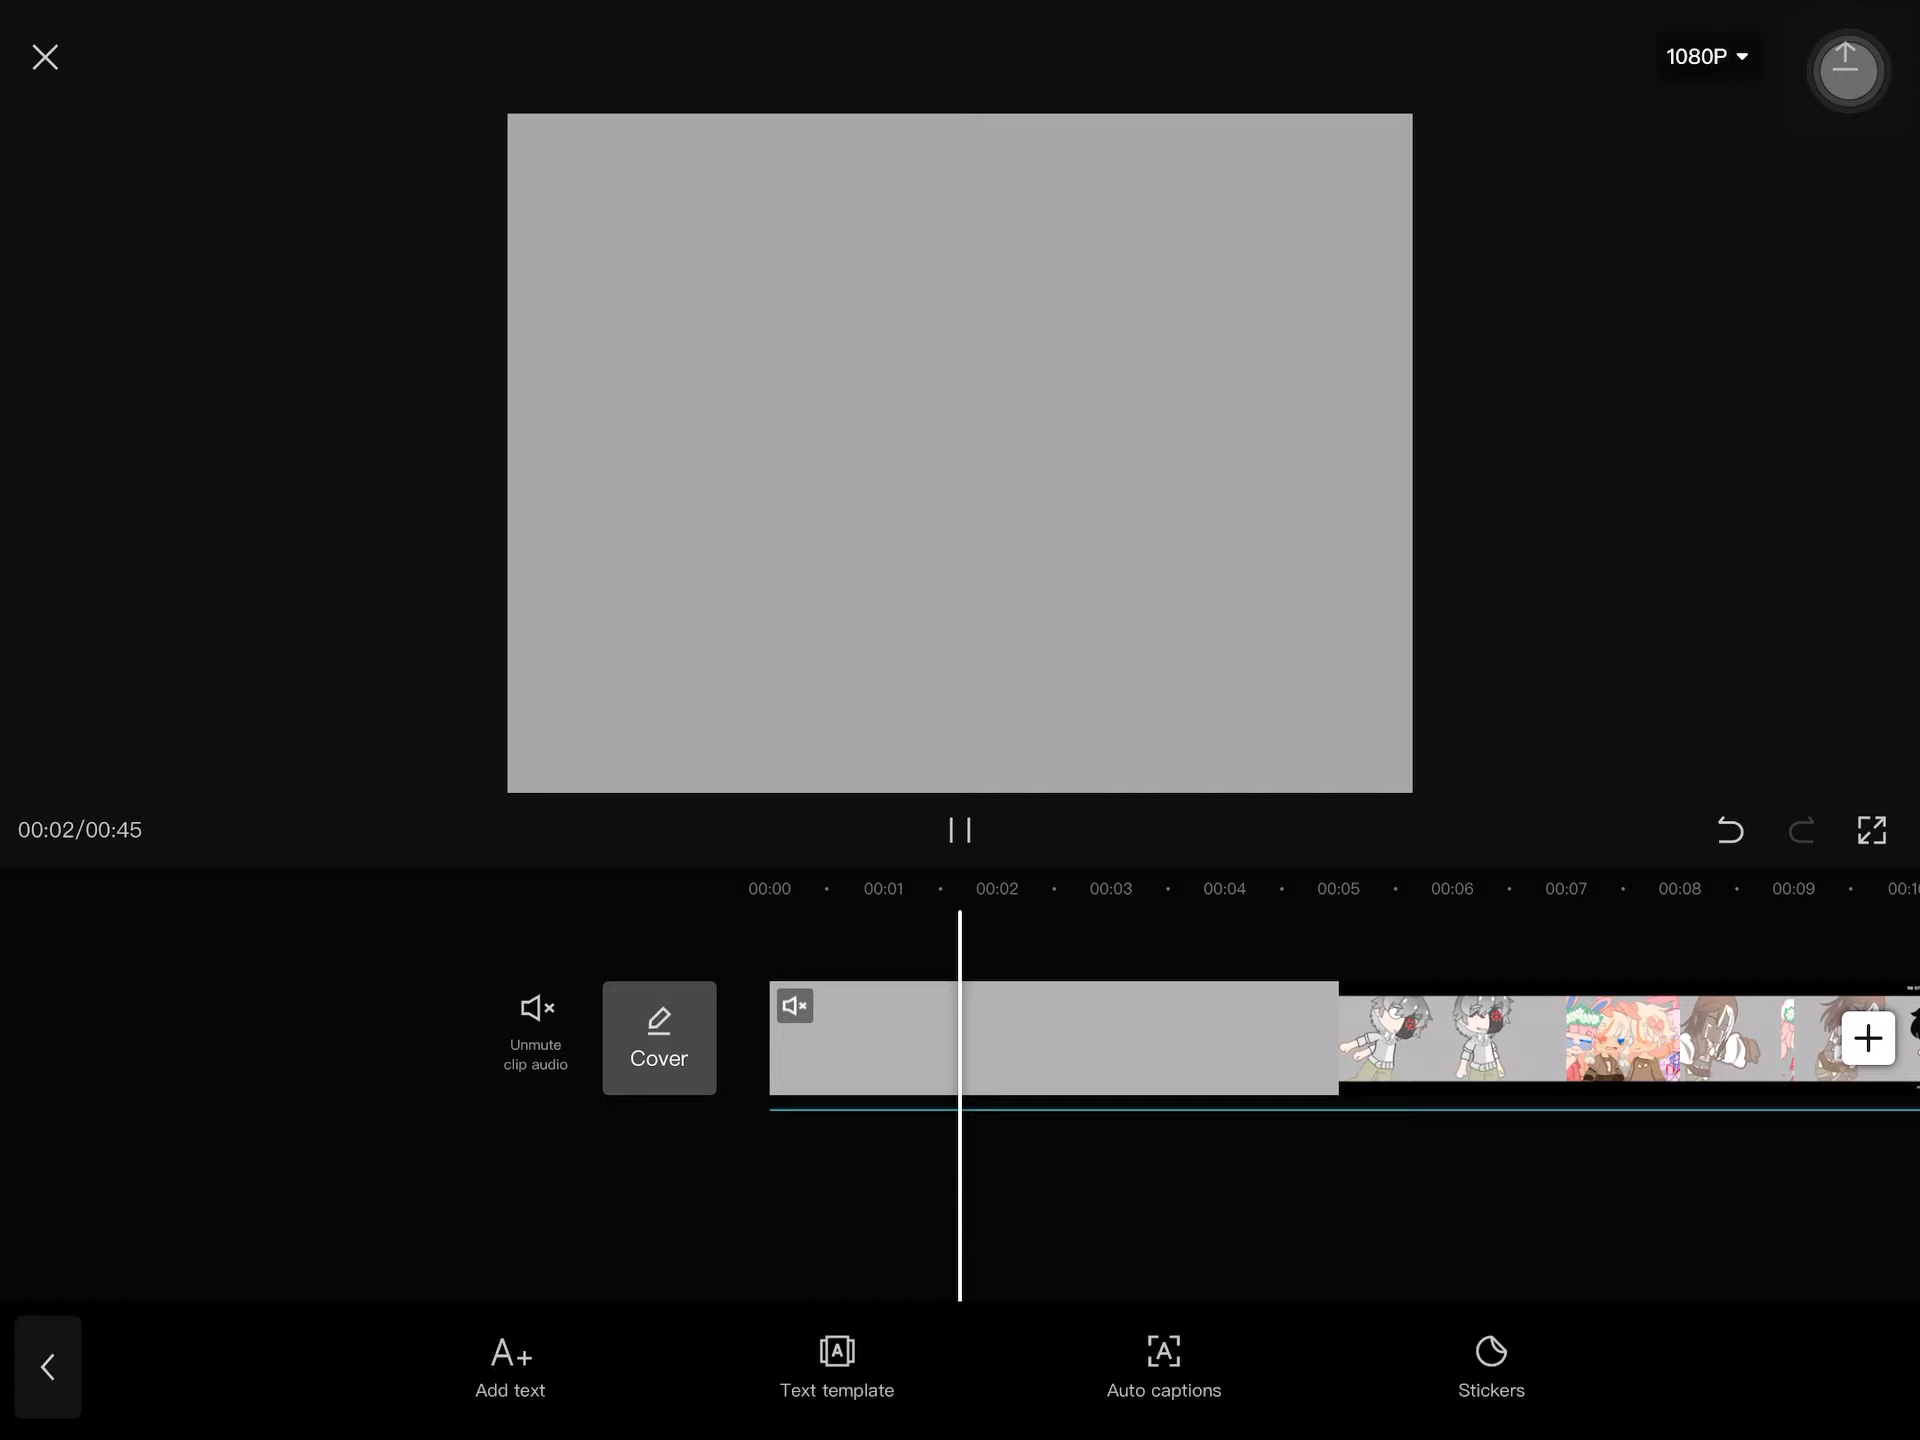 1080P
00:02/00:45
00:00 00:01 00:02 00:03 00:04 00:05 00:06 00:07 00:08 00:09
Unmute
clip audio
Cover
Add text
Text template
Auto captions
Stickers